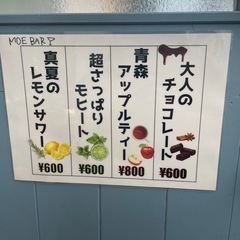 MOE BAR
大人の
チョコレート
¥600
青森
アップルティー
¥800
超さっぱり
モヒート
¥600
真夏の
レモンサワー
¥600